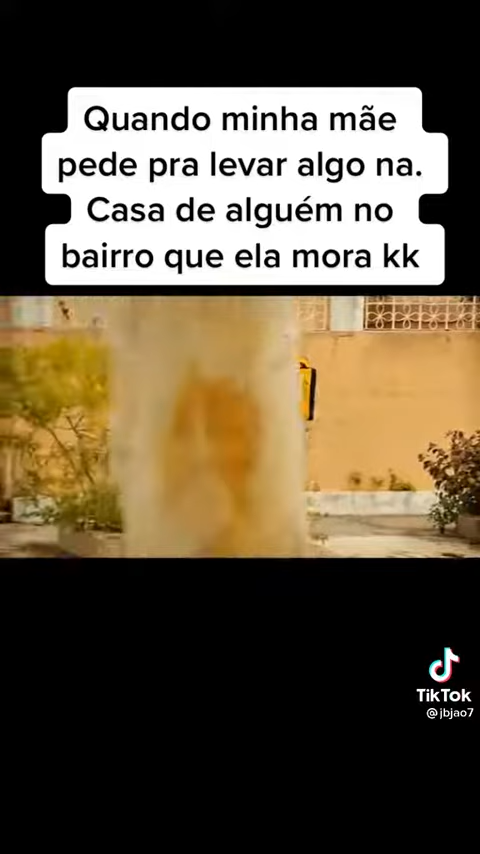 Quando minha mãe
pede pra levar algo na.
Casa de alguém no
bairro que ela mora kk
TikTok
@jbjao7